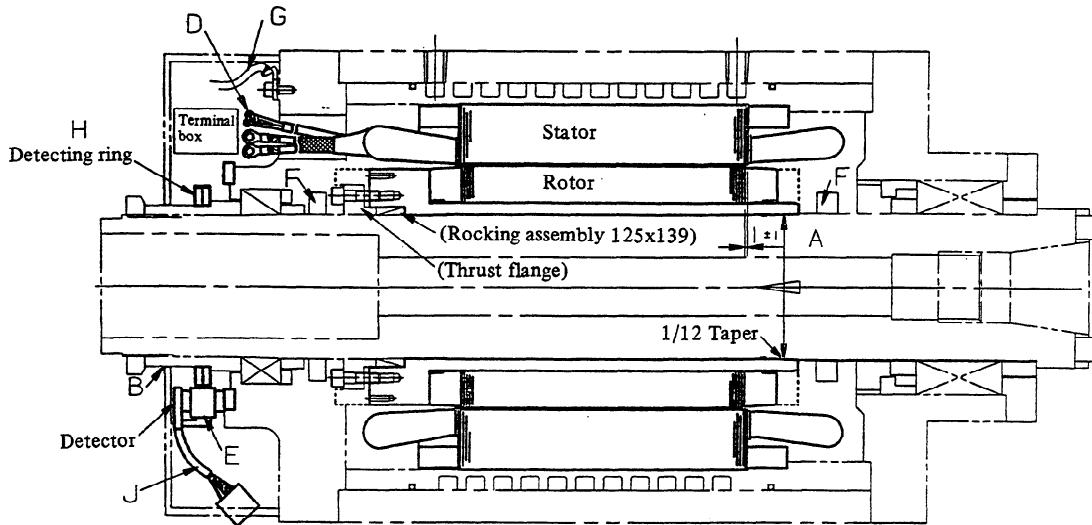 D
G
H
Detecting ring
Terminal
box
Stator
Rotor
F
F
(Rocking assembly 125x139)
1±1
A
(Thrust flange)
1/12 Taper
B
Detector
E
J